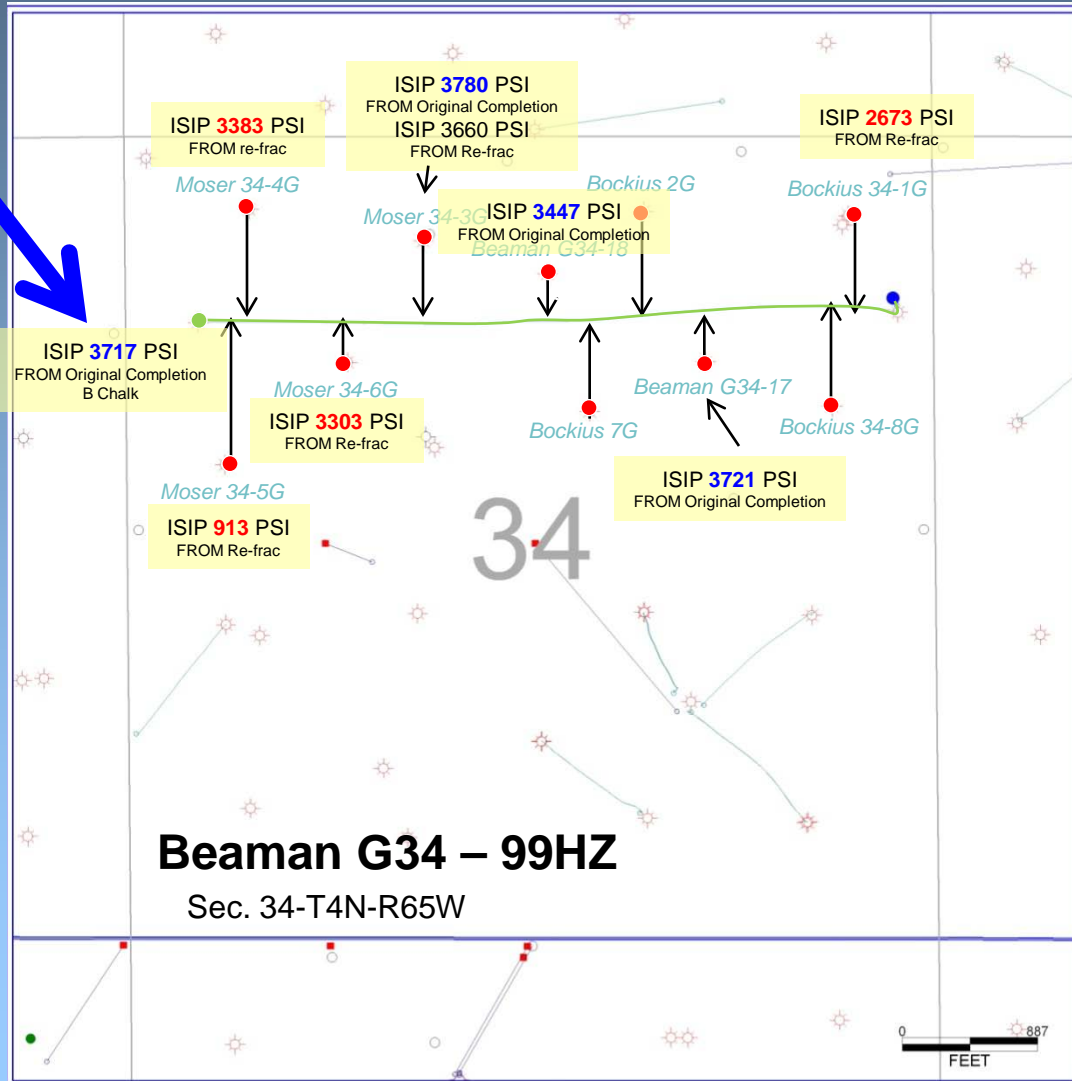 ISIP 3780 PSI
FROM Original Completion
ISIP 3660 PSI
FROM Re-frac
ISIP 3383 PSI
FROM re-frac
ISIP 2673 PSI
FROM Re-frac
Moser 34-4G
Bockius 2G
Bockius 34-1G
Moser 34-3G
ISIP 3447 PSI
FROM Original Completion
Beaman G34-18
ISIP 3717 PSI
FROM Original Completion
B Chalk
Moser 34-6G
Beaman G34-17
ISIP 3303 PSI
FROM Re-frac
Bockius 7G
Bockius 34-8G
ISIP 3721 PSI
FROM Original Completion
Moser 34-5G
ISIP 913 PSI
FROM Re-frac
34
Beaman G34 – 99HZ
Sec. 34-T4N-R65W
0 887
FEET